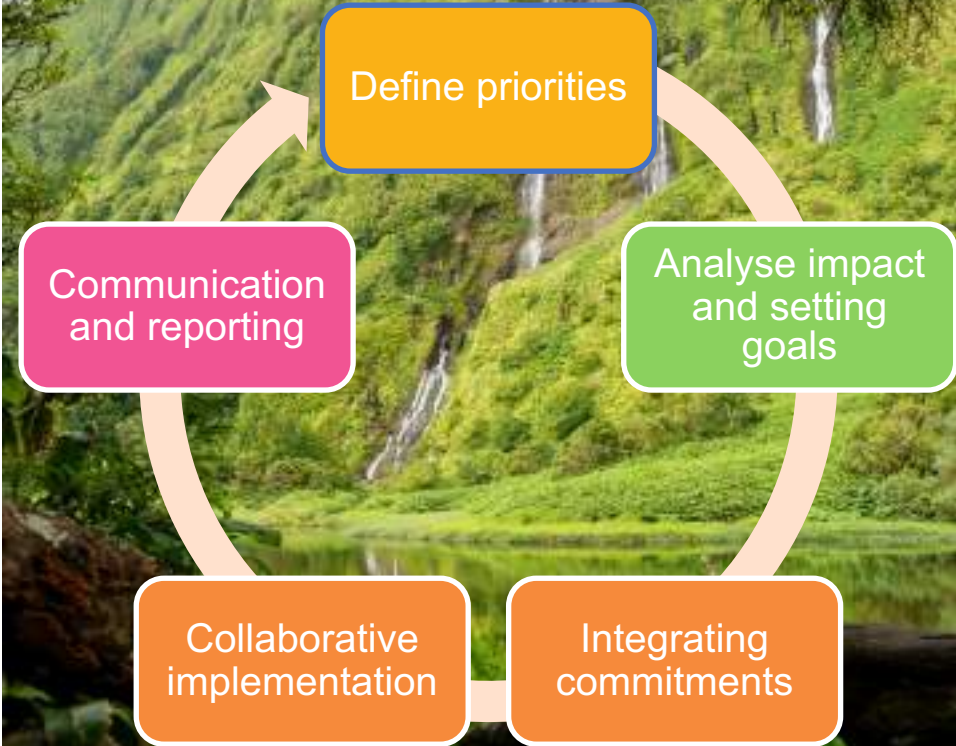 Define priorities
Analyse impact
and setting
goals
Integrating
commitments
Collaborative
implementation
Communication
and reporting